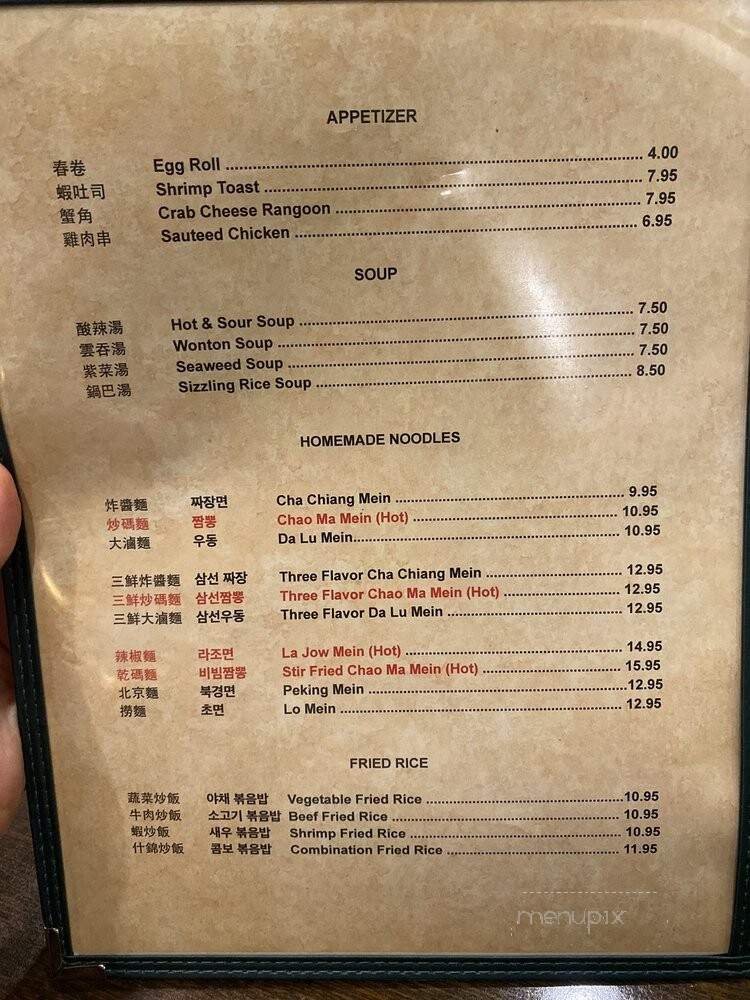 APPETIZER
春卷 Egg Roll ........ 4.00
蝦吐司 Shrimp Toast ........ 7.95
蟹角 Crab Cheese Rangoon ........ 7.95
雞肉串 Sauteed Chicken ........ 6.95
SOUP
酸辣湯 Hot & Sour Soup ........ 7.50
雲吞湯 Wonton Soup ........ 7.50
紫菜湯 Seaweed Soup ........ 7.50
鍋巴湯 Sizzling Rice Soup ........ 8.50
HOMEMADE NOODLES
炸醬麵 짜장면 Cha Chiang Mein ........ 9.95
炒碼麵 짬뽕 Chao Ma Mein (Hot) ........ 10.95
大滷麵 우동 Da Lu Mein ........ 10.95
三鮮炸醬麵 삼선 짜장 Three Flavor Cha Chiang Mein ........ 12.95
三鮮炒碼麵 삼선짬뽕 Three Flavor Chao Ma Mein (Hot) ........ 12.95
三鮮大滷麵 삼선우동 Three Flavor Da Lu Mein ........ 12.95
辣椒麵 라조면 La Jow Mein (Hot) ........ 14.95
乾碼麵 비빔짬뽕 Stir Fried Chao Ma Mein (Hot) ........ 15.95
北京麵 북경면 Peking Mein ........ 12.95
撈麵 초면 Lo Mein ........ 12.95
FRIED RICE
蔬菜炒飯 야채 볶음밥 Vegetable Fried Rice ........ 10.95
牛肉炒飯 소고기 볶음밥 Beef Fried Rice ........ 10.95
蝦炒飯 새우 볶음밥 Shrimp Fried Rice ........ 10.95
什錦炒飯 콤보 볶음밥 Combination Fried Rice ........ 11.95
menupix